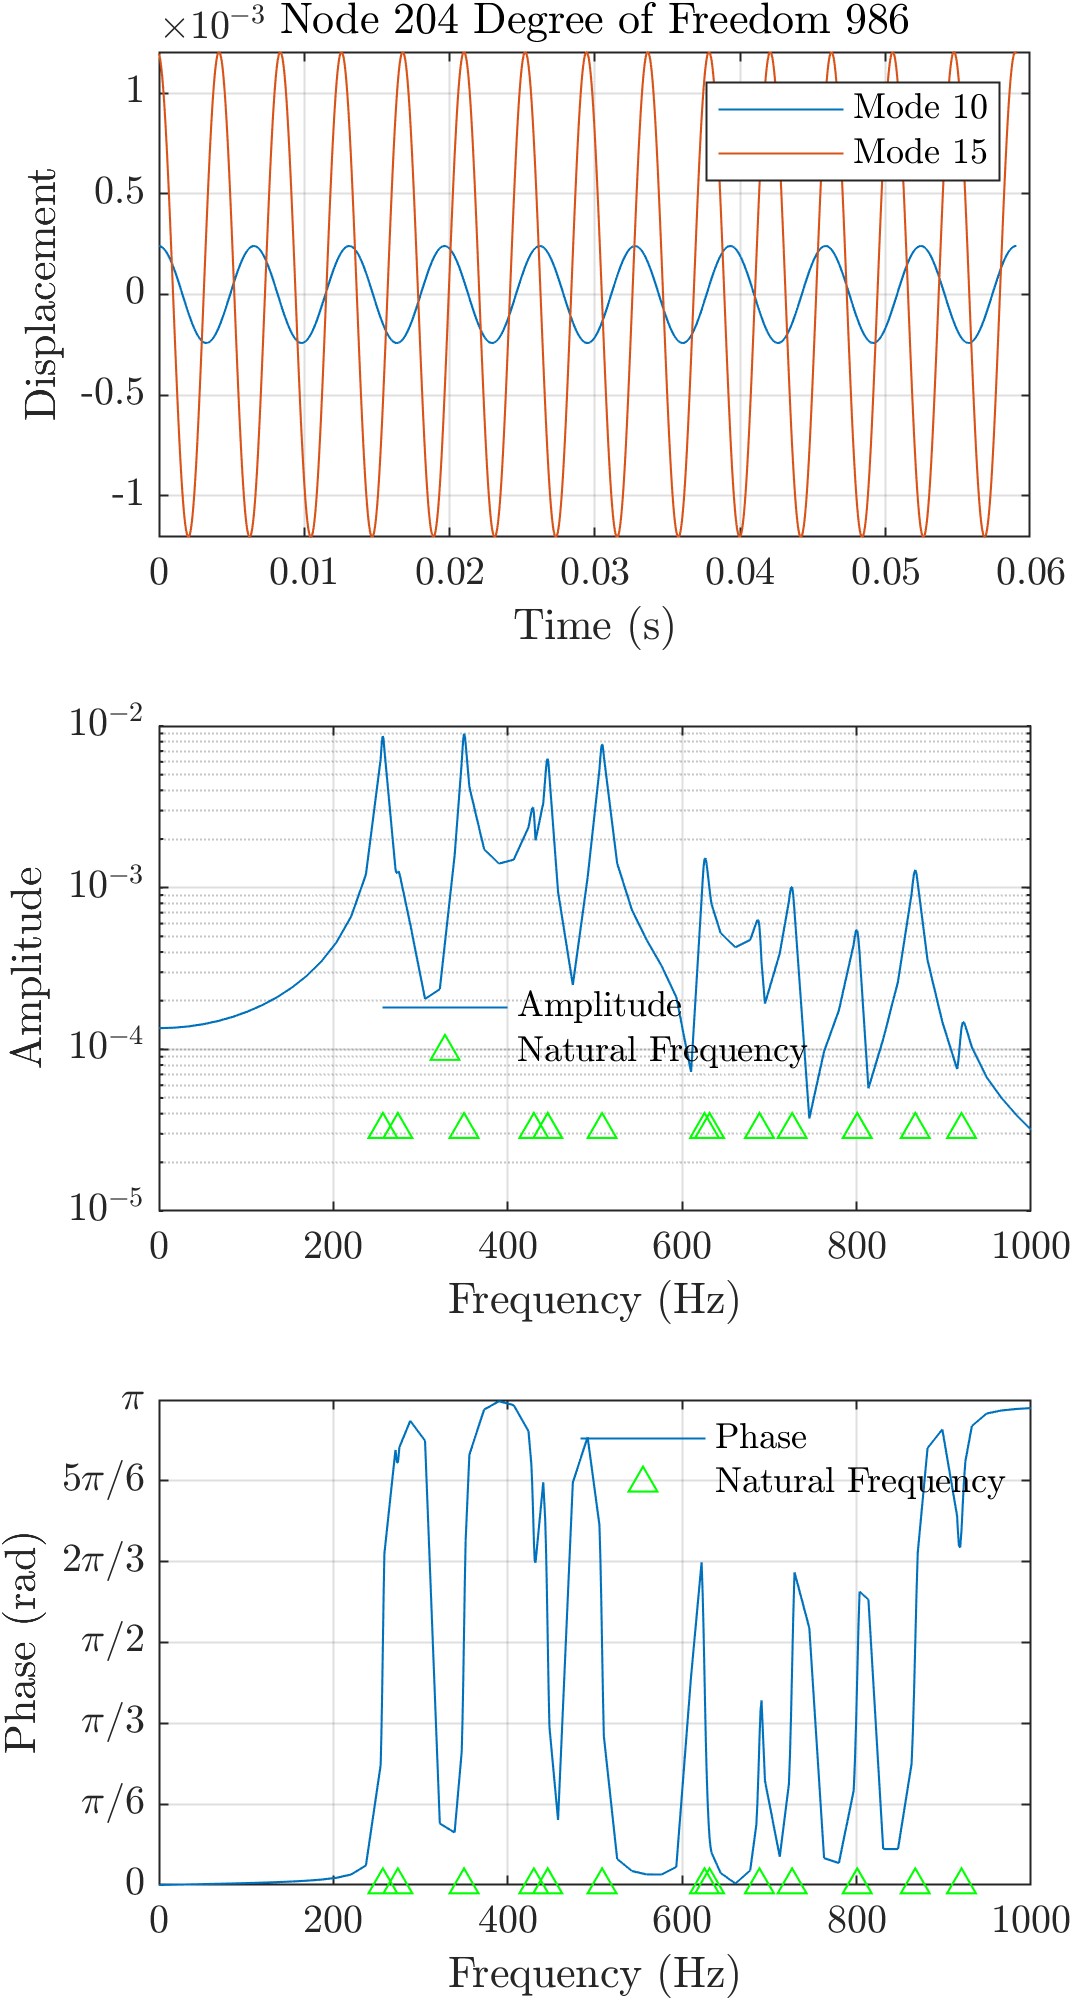 ×10⁻³ Node 204 Degree of Freedom 986
1
0.5
0
-0.5
-1
Displacement
Mode 10
Mode 15
0 0.01 0.02 0.03 0.04 0.05 0.06
Time (s)
10⁻²
10⁻³
10⁻⁴
10⁻⁵
Amplitude
Amplitude
Natural Frequency
0 200 400 600 800 1000
Frequency (Hz)
π
5π/6
2π/3
π/2
π/3
π/6
0
Phase (rad)
Phase
Natural Frequency
0 200 400 600 800 1000
Frequency (Hz)